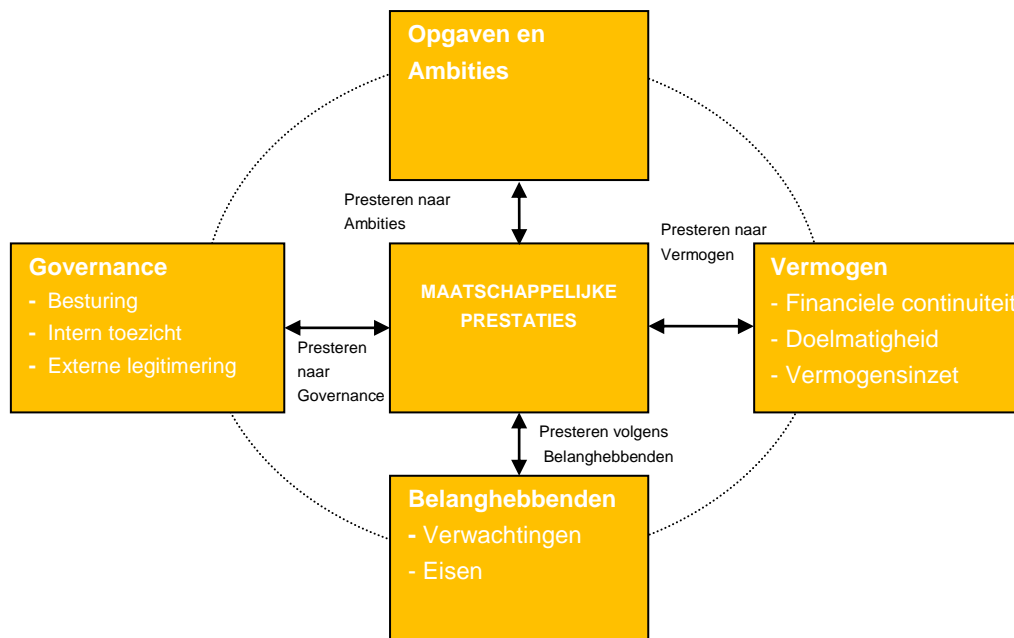 Opgaven en
Ambities
Presteren naar
Ambities
Presteren naar
Vermogen
Governance
- Besturing
- Intern toezicht
- Externe legitimering
MAATSCHAPPELIJKE
PRESTATIES
Vermogen
- Financiele continuiteit
- Doelmatigheid
- Vermogensinzet
Presteren
naar
Governance
Presteren volgens
Belanghebbenden
Belanghebbenden
- Verwachtingen
- Eisen